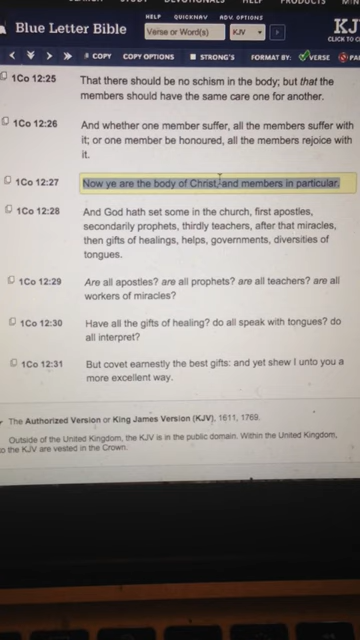 HELP QUICKNAV ADV. OPTIONS
Blue Letter Bible Verse or Word(s) KJV
CLICK TO
COPY COPY OPTIONS STRONG'S FORMAT BY: VERSE
1Co 12:25 That there should be no schism in the body; but that the
members should have the same care one for another.
1Co 12:26 And whether one member suffer, all the members suffer with
it; or one member be honoured, all the members rejoice with
it.
1Co 12:27 Now ye are the body of Christ, and members in particular.
1Co 12:28 And God hath set some in the church, first apostles,
secondarily prophets, thirdly teachers, after that miracles,
then gifts of healings, helps, governments, diversities of
tongues.
1Co 12:29 Are all apostles? are all prophets? are all teachers? are all
workers of miracles?
1Co 12:30 Have all the gifts of healing? do all speak with tongues? do
all interpret?
1Co 12:31 But covet earnestly the best gifts: and yet shew I unto you a
more excellent way.
The Authorized Version or King James Version (KJV), 1611, 1769.
Outside of the United Kingdom, the KJV is in the public domain. Within the United Kingdom,
the KJV are vested in the Crown.